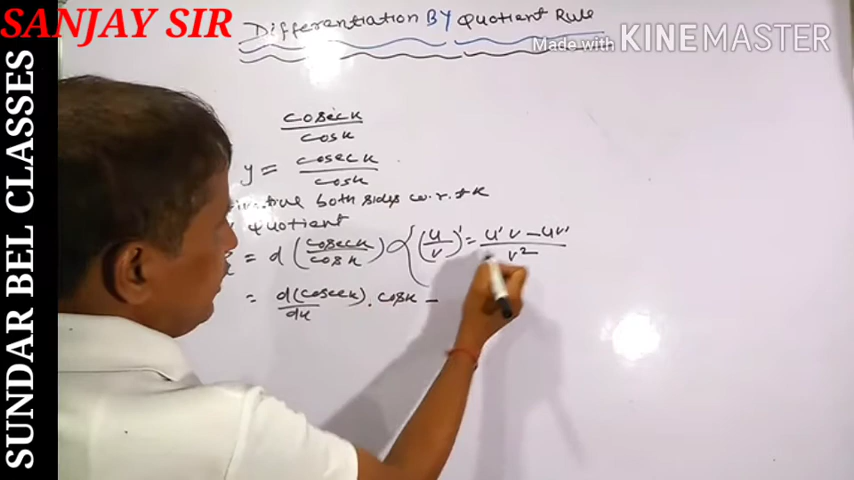 SANJAY SIR
SUNDAR BEL CLASSES
Made with KINEMASTER
Differentiation BY Quotient Rule
cosecx / cosx
y = cosecx / cosx
both sides w.r.t x
Quotient
= d (cosecx / cosx) (u/v)' = u'v - uv' / v²
= d(cosecx)/dx . cosx -